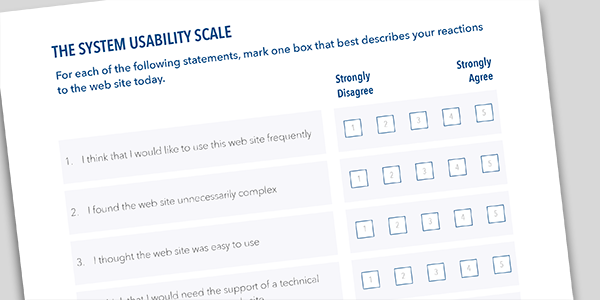 THE SYSTEM USABILITY SCALE
For each of the following statements, mark one box that best describes your reactions
to the web site today.
Strongly
Disagree
Strongly
Agree
1. I think that I would like to use this web site frequently
1 2 3 4 5
2. I found the web site unnecessarily complex
1 2 3 4 5
3. I thought the web site was easy to use
1 2 3 4 5
that I would need the support of a technical
1 2 3 4 5